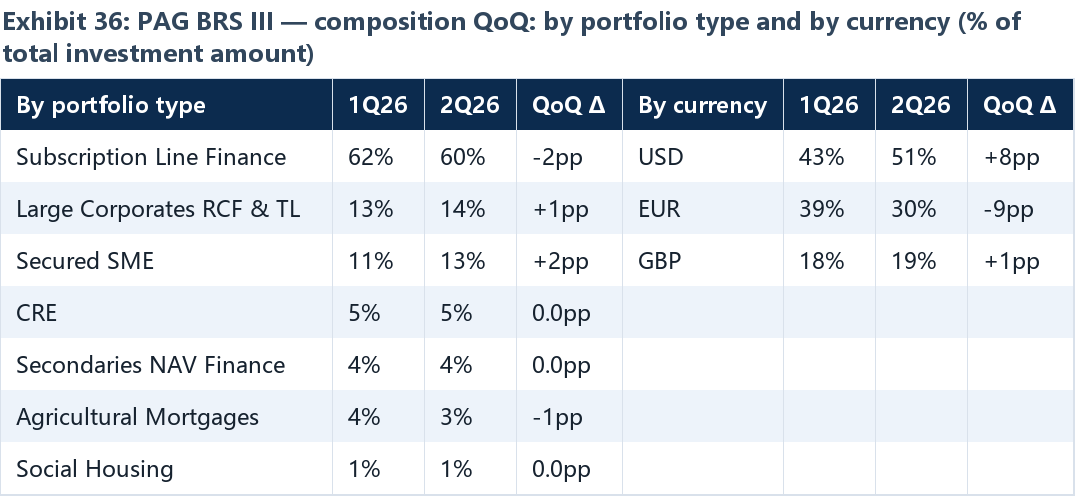 Exhibit 36: PAG BRS III — composition QoQ: by portfolio type and by currency (% of
total investment amount)
By portfolio type 1Q26 2Q26 QoQ Δ By currency 1Q26 2Q26 QoQ Δ
Subscription Line Finance 62% 60% -2pp USD 43% 51% +8pp
Large Corporates RCF & TL 13% 14% +1pp EUR 39% 30% -9pp
Secured SME 11% 13% +2pp GBP 18% 19% +1pp
CRE 5% 5% 0.0pp
Secondaries NAV Finance 4% 4% 0.0pp
Agricultural Mortgages 4% 3% -1pp
Social Housing 1% 1% 0.0pp